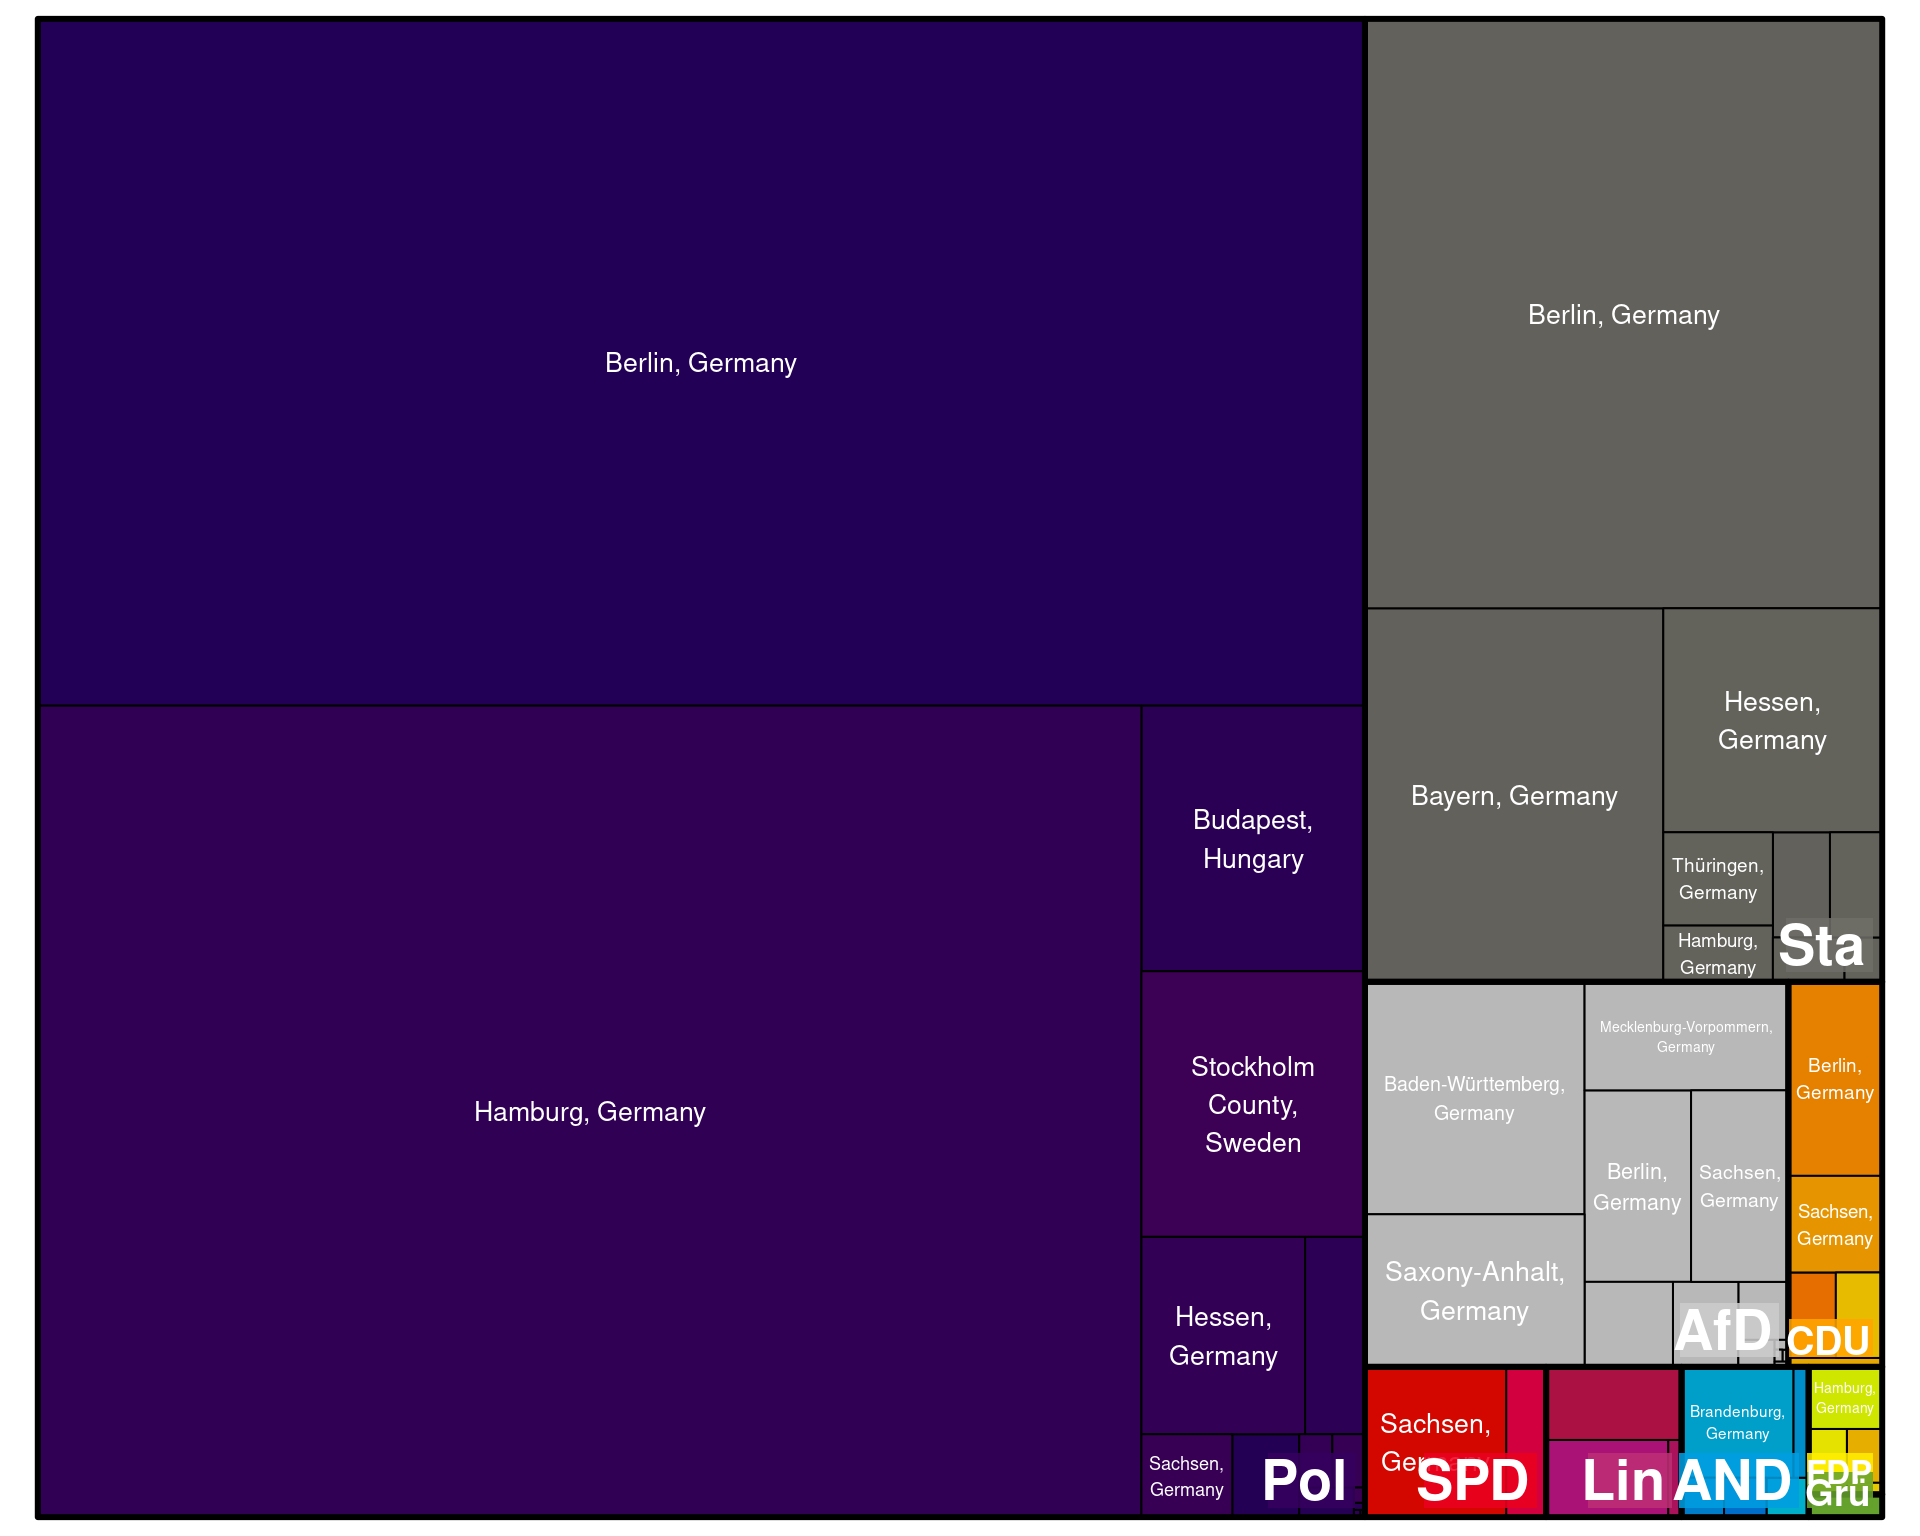 Berlin, Germany
Hamburg, Germany
Budapest,
Hungary
Stockholm
County,
Sweden
Hessen,
Germany
Sachsen,
Germany
Pol
Berlin, Germany
Bayern, Germany
Hessen,
Germany
Thüringen,
Germany
Hamburg,
Germany
Sta
Baden-Württemberg,
Germany
Saxony-Anhalt,
Germany
Mecklenburg-Vorpommern,
Germany
Berlin,
Germany
Sachsen,
Germany
AfD
Berlin,
Germany
Sachsen,
Germany
CDU
Sachsen,
Germany
SPD
Lin
Brandenburg,
Germany
AND
Hamburg,
Germany
FDP
Grü